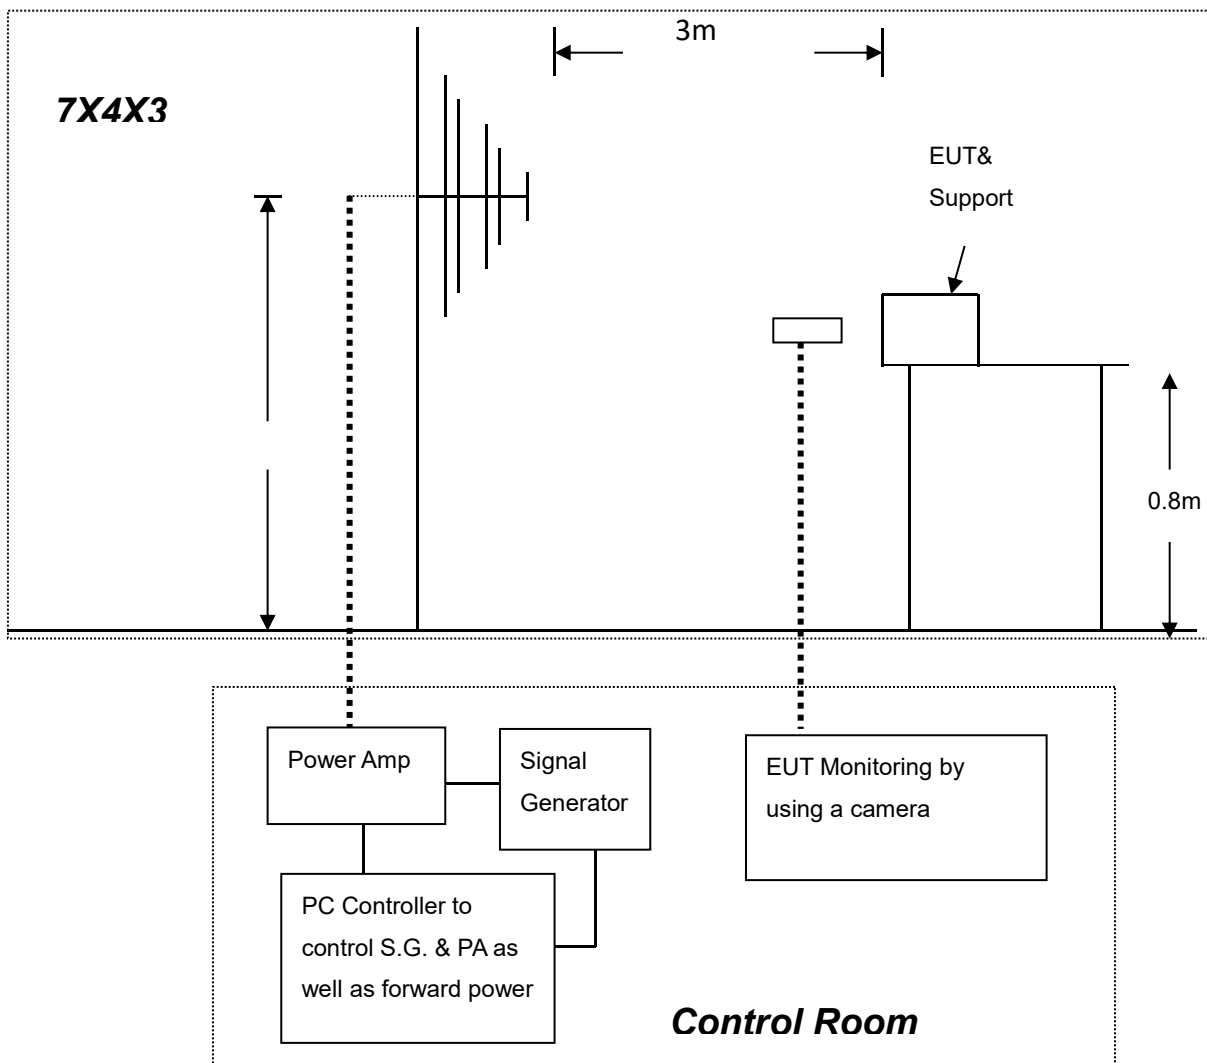 3m
7X4X3
EUT&
Support
0.8m
Power Amp
Signal
Generator
EUT Monitoring by
using a camera
PC Controller to
control S.G. & PA as
well as forward power
Control Room